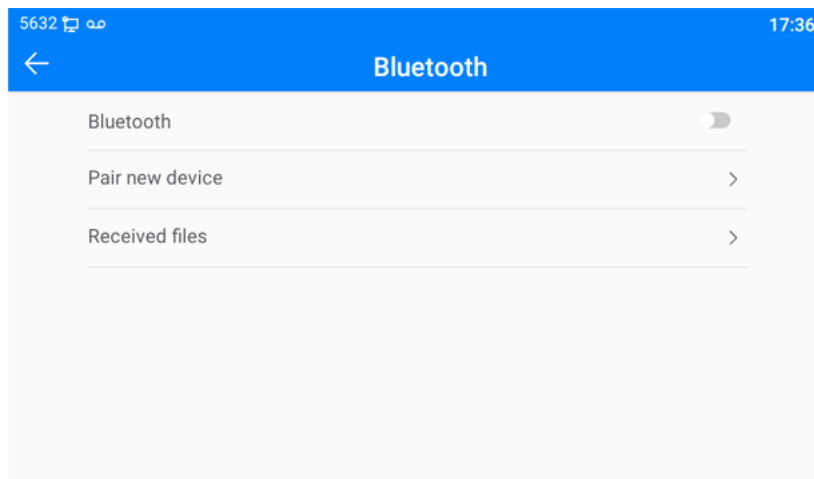 5632
17:36
Bluetooth
Bluetooth
Pair new device
Received files